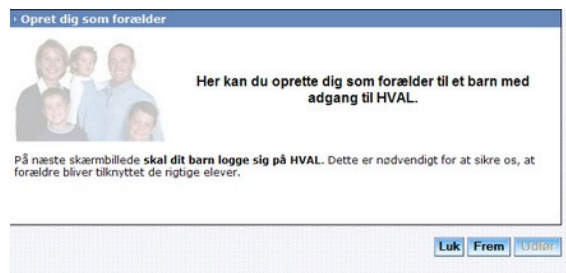 Opret dig som forælder
Her kan du oprette dig som forælder til et barn med
adgang til HVAL.
På næste skærmbillede skal dit barn logge sig på HVAL. Dette er nødvendigt for at sikre os, at
forældre bliver tilknyttet de rigtige elever.
Luk Frem Udfør